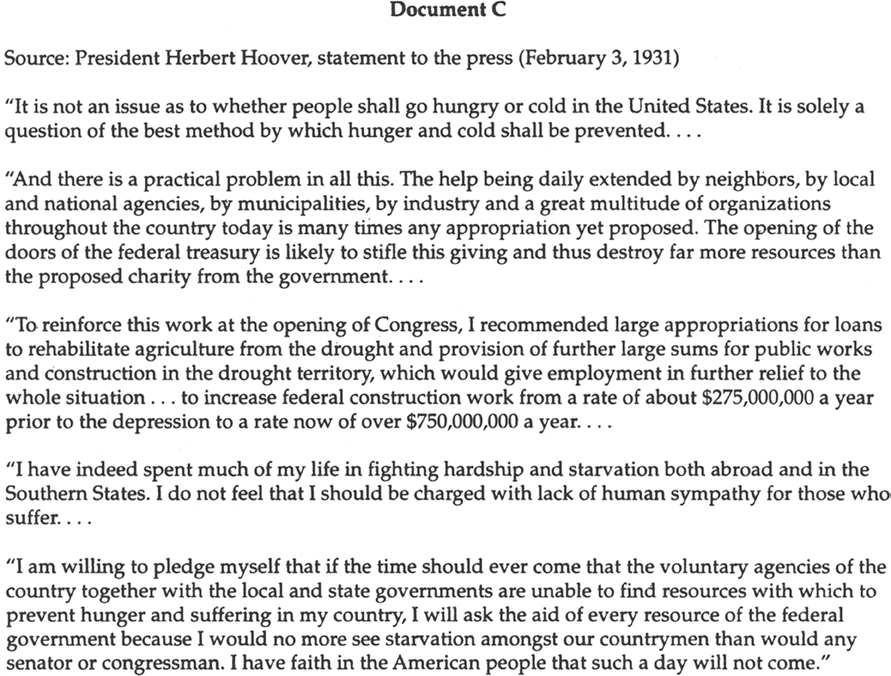 Document C
Source: President Herbert Hoover, statement to the press (February 3, 1931)
"It is not an issue as to whether people shall go hungry or cold in the United States. It is solely a
question of the best method by which hunger and cold shall be prevented. . . .
"And there is a practical problem in all this. The help being daily extended by neighbors, by local
and national agencies, by municipalities, by industry and a great multitude of organizations
throughout the country today is many times any appropriation yet proposed. The opening of the
doors of the federal treasury is likely to stifle this giving and thus destroy far more resources than
the proposed charity from the government. . . .
"To reinforce this work at the opening of Congress, I recommended large appropriations for loans
to rehabilitate agriculture from the drought and provision of further large sums for public works
and construction in the drought territory, which would give employment in further relief to the
whole situation . . . to increase federal construction work from a rate of about $275,000,000 a year
prior to the depression to a rate now of over $750,000,000 a year. . . .
"I have indeed spent much of my life in fighting hardship and starvation both abroad and in the
Southern States. I do not feel that I should be charged with lack of human sympathy for those who
suffer. . . .
"I am willing to pledge myself that if the time should ever come that the voluntary agencies of the
country together with the local and state governments are unable to find resources with which to
prevent hunger and suffering in my country, I will ask the aid of every resource of the federal
government because I would no more see starvation amongst our countrymen than would any
senator or congressman. I have faith in the American people that such a day will not come."